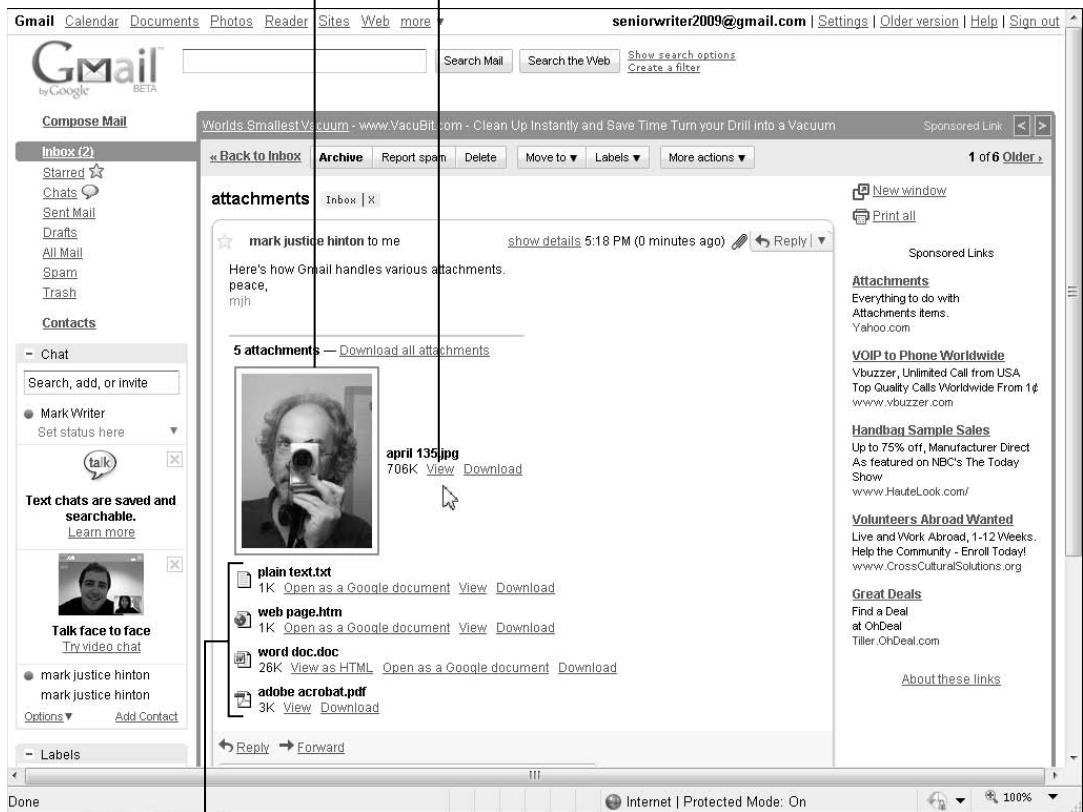 Gmail Calendar Documents Photos Reader Sites Web more ▼ seniorwriter2009@gmail.com | Settings | Older version | Help | Sign out
Gmail
by Google BETA
Search Mail Search the Web Show search options
Create a filter
Compose Mail
Inbox (2)
Starred
Chats
Sent Mail
Drafts
All Mail
Spam
Trash
Contacts
− Chat
Search, add, or invite
Mark Writer
Set status here ▼
talk
Text chats are saved and
searchable.
Learn more
Talk face to face
Try video chat
mark justice hinton
mark justice hinton
Options ▼ Add Contact
− Labels
Worlds Smallest Vacuum - www.VacuBit.com - Clean Up Instantly and Save Time Turn your Drill into a Vacuum Sponsored Link < >
« Back to Inbox Archive Report spam Delete Move to ▼ Labels ▼ More actions ▼ 1 of 6 Older ›
attachments Inbox | X
mark justice hinton to me show details 5:18 PM (0 minutes ago) Reply ▼
Here's how Gmail handles various attachments.
peace,
mjh
5 attachments — Download all attachments
april 135.jpg
706K View Download
plain text.txt
1K Open as a Google document View Download
web page.htm
1K Open as a Google document View Download
word doc.doc
26K View as HTML Open as a Google document Download
adobe acrobat.pdf
3K View Download
Reply Forward
New window
Print all
Sponsored Links
Attachments
Everything to do with
Attachments items.
Yahoo.com
VOIP to Phone Worldwide
Vbuzzer, Unlimited Call from USA
Top Quality Calls Worldwide From 1¢
www.vbuzzer.com
Handbag Sample Sales
Up to 75% off, Manufacturer Direct
As featured on NBC's The Today
Show
www.HauteLook.com/
Volunteers Abroad Wanted
Live and Work Abroad, 1-12 Weeks.
Help the Community - Enroll Today!
www.CrossCulturalSolutions.org
Great Deals
Find a Deal
at OhDeal
Tiller.OhDeal.com
About these links
Done Internet | Protected Mode: On 100% ▼